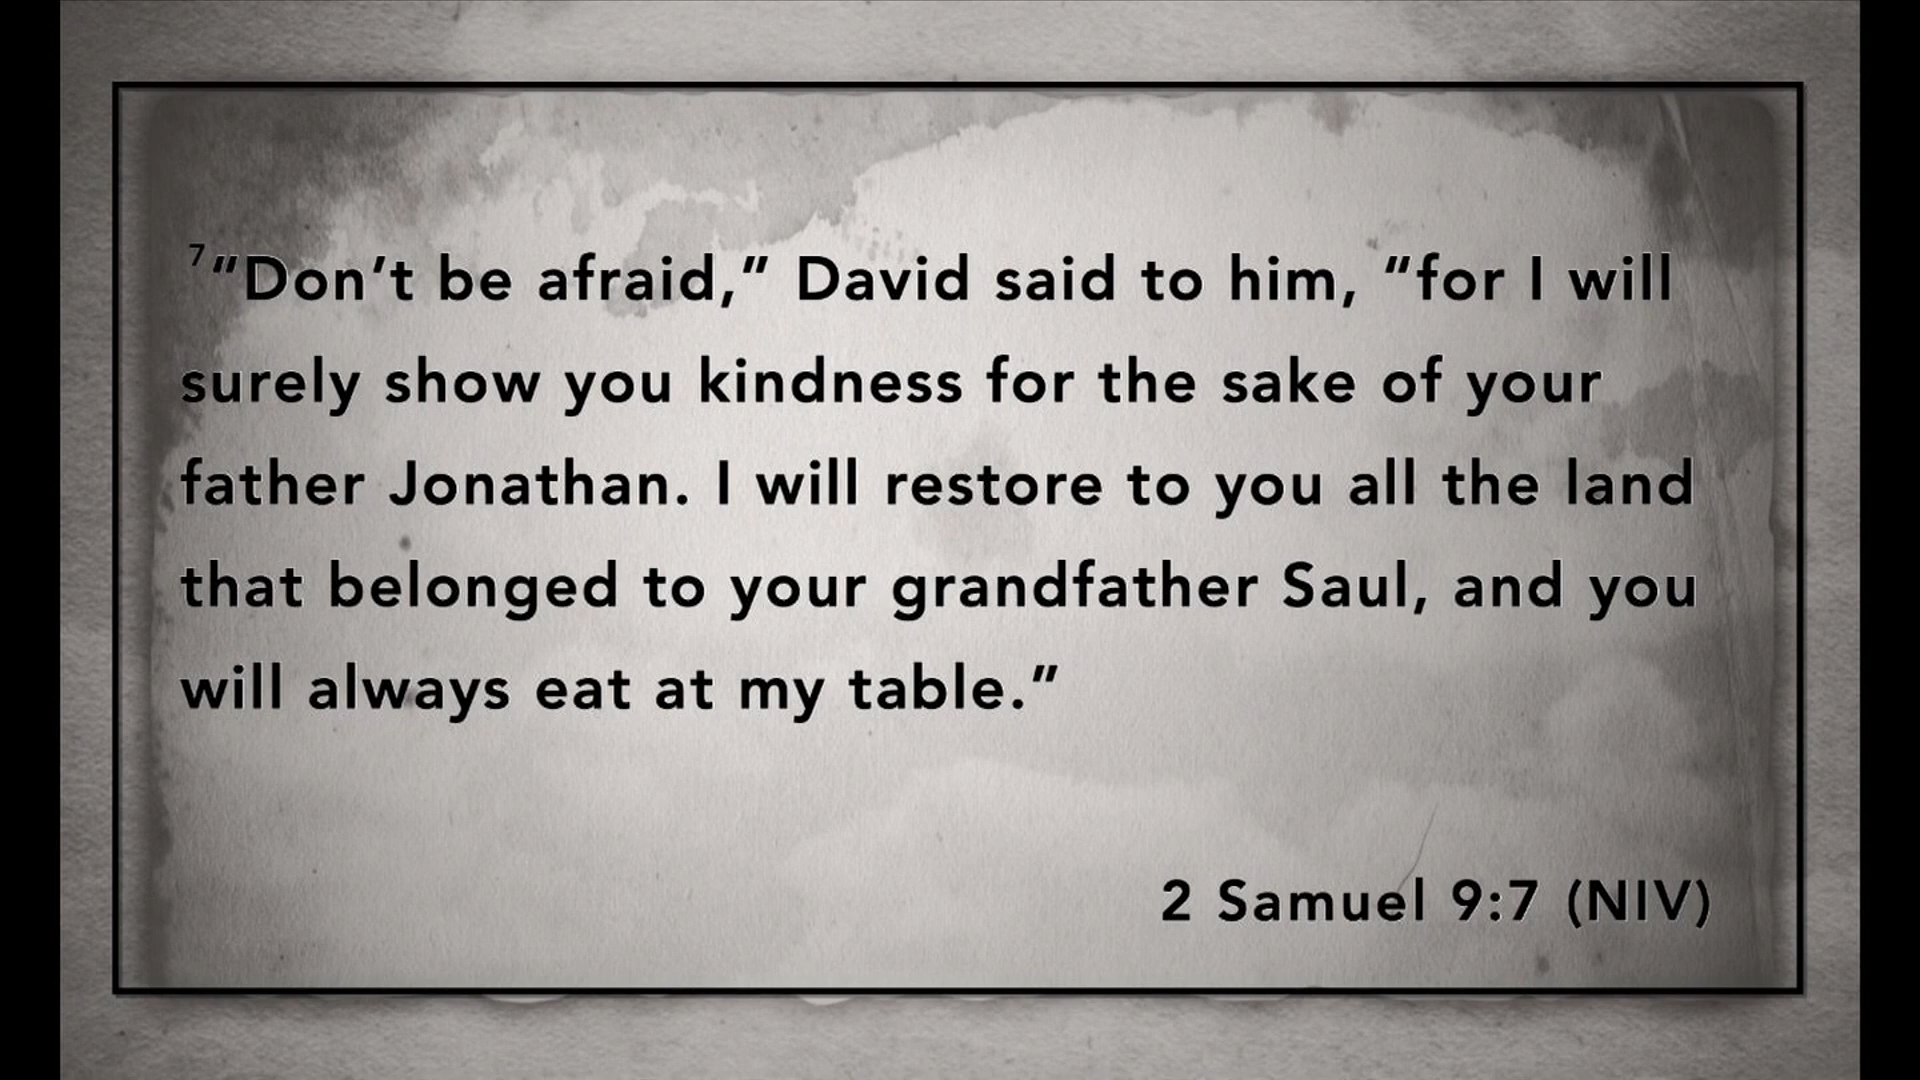 7"Don't be afraid," David said to him, "for I will
surely show you kindness for the sake of your
father Jonathan. I will restore to you all the land
that belonged to your grandfather Saul, and you
will always eat at my table."
2 Samuel 9:7 (NIV)